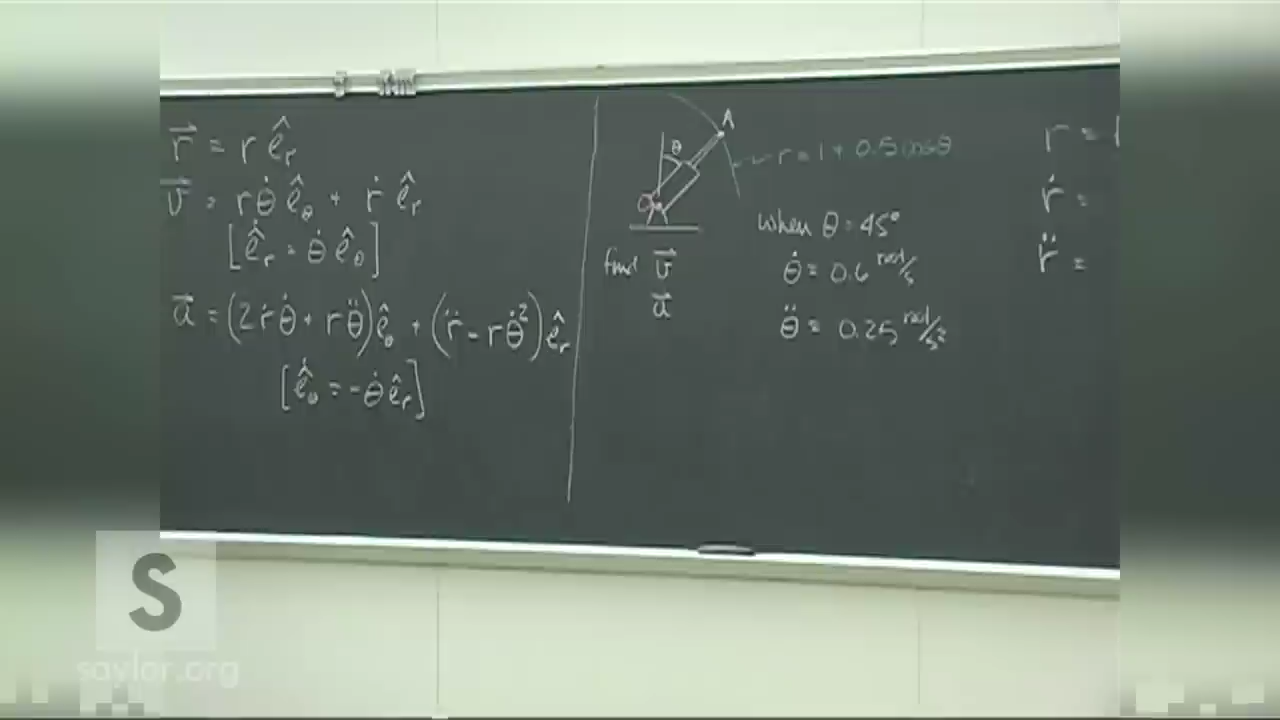 r⃗ = r ê_r
v⃗ = rθ̇ ê_θ + ṙ ê_r
[ê̇_r = θ̇ ê_θ]
a⃗ = (2ṙθ̇ + rθ̈)ê_θ + (r̈ - rθ̇²)ê_r
[ê̇_θ = -θ̇ ê_r]
A
θ
O
r = 1 + 0.5 cosθ
when θ = 45°
find v⃗
θ̇ = 0.6 rad/s
a⃗
θ̈ = 0.25 rad/s²
r =
ṙ =
r̈ =
S
saylor.org